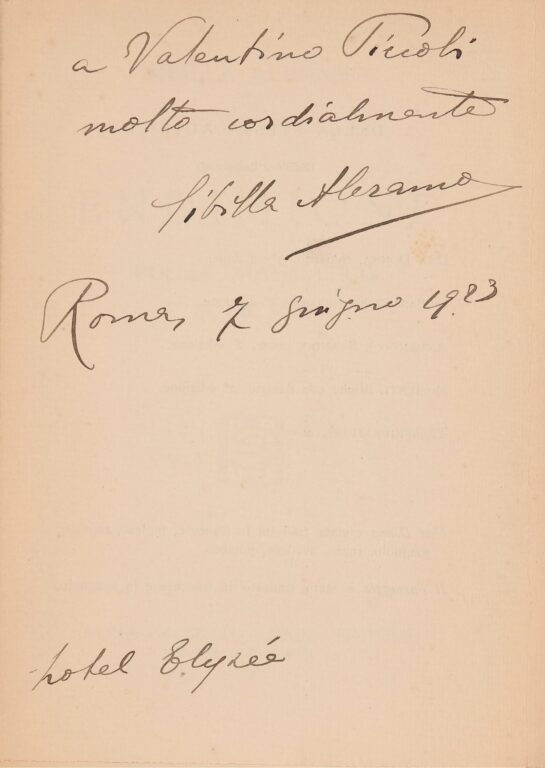 a Valentino Piccoli
molto cordialmente
Sibilla Aleramo
Roma, 7 giugno 1923
hotel Elysée